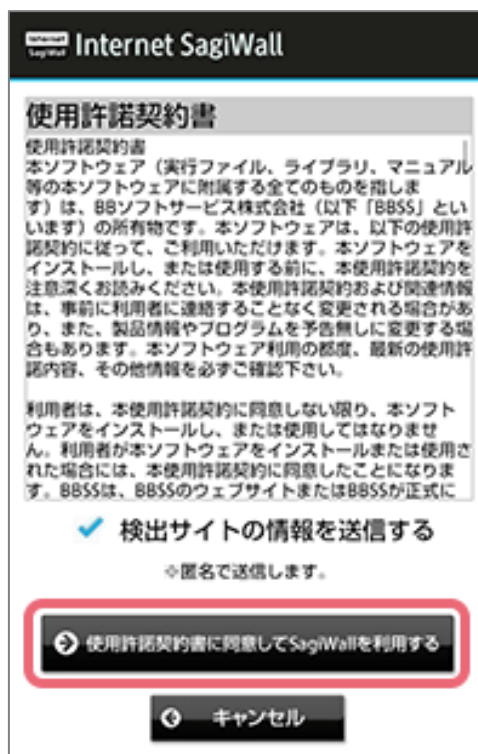 Internet SagiWall
Internet SagiWall
使用許諾契約書
使用許諾契約書
本ソフトウェア（実行ファイル、ライブラリ、マニュアル
等の本ソフトウェアに附属する全てのものを指しま
す）は、BBソフトサービス株式会社（以下「BBSS」とい
います）の所有物です。本ソフトウェアは、以下の使用許
諾契約に従って、ご利用いただけます。本ソフトウェアを
インストールし、または使用する前に、本使用許諾契約を
注意深くお読みください。本使用許諾契約および関連情報
は、事前に利用者に連絡することなく変更される場合があ
り、また、製品情報やプログラムを予告無しに変更する場
合もあります。本ソフトウェア利用の都度、最新の使用許
諾内容、その他情報を必ずご確認下さい。
利用者は、本使用許諾契約に同意しない限り、本ソフト
ウェアをインストールし、または使用してはなりませ
ん。利用者が本ソフトウェアをインストールまたは使用さ
れた場合には、本使用許諾契約に同意したことになりま
す。BBSSは、BBSSのウェブサイトまたはBBSSが正式に
検出サイトの情報を送信する
※匿名で送信します。
使用許諾契約書に同意してSagiWallを利用する
キャンセル